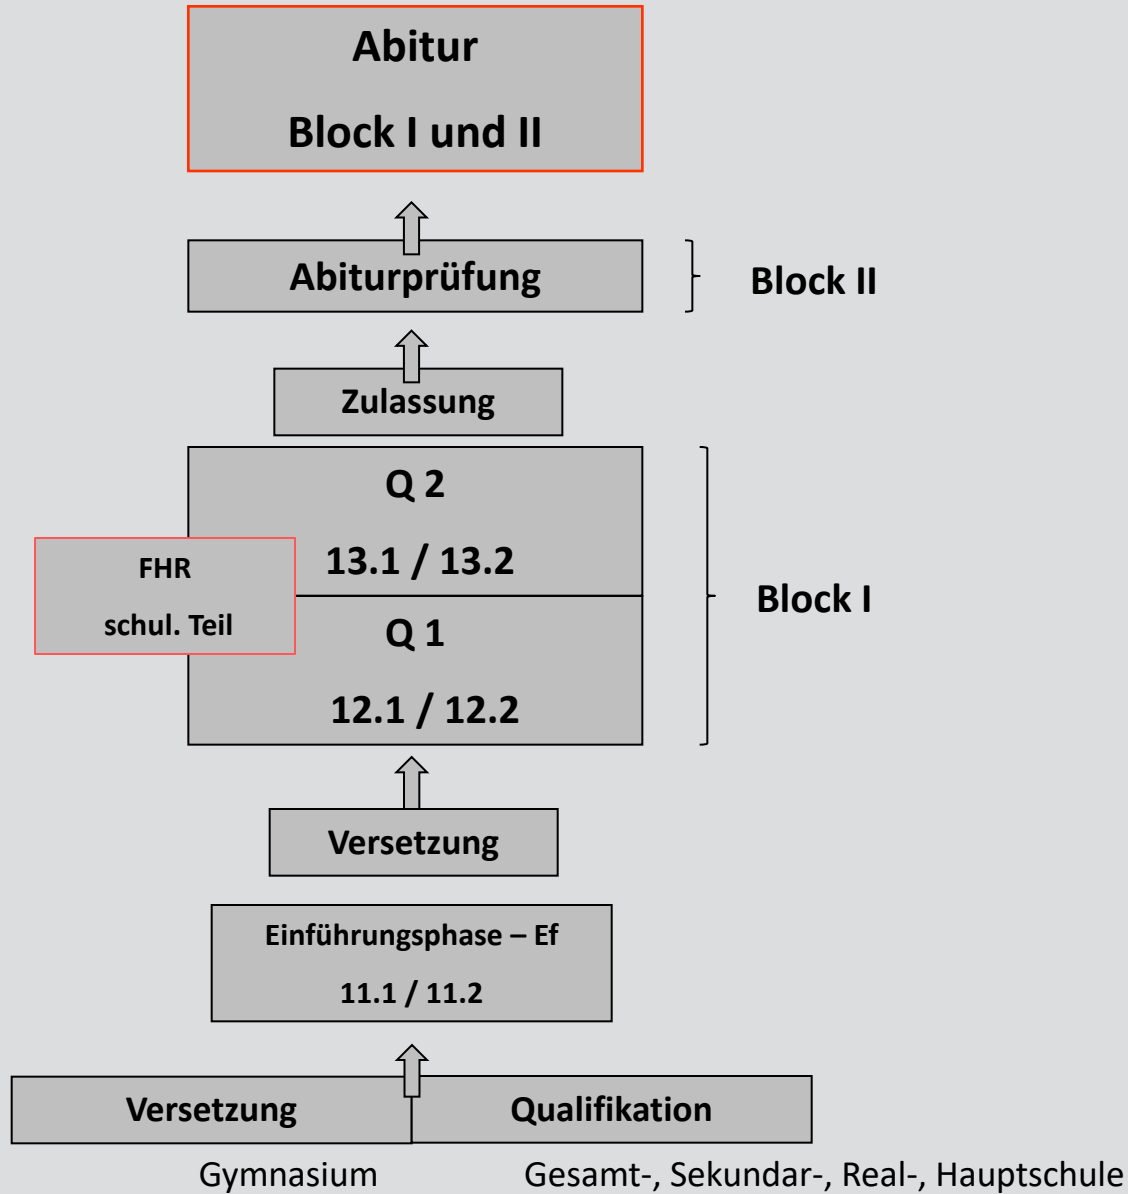 Abitur
Block I und II
Abiturprüfung
Block II
Zulassung
Q 2
13.1 / 13.2
FHR
schul. Teil
Block I
Q 1
12.1 / 12.2
Versetzung
Einführungsphase – Ef
11.1 / 11.2
Versetzung
Qualifikation
Gymnasium
Gesamt-, Sekundar-, Real-, Hauptschule